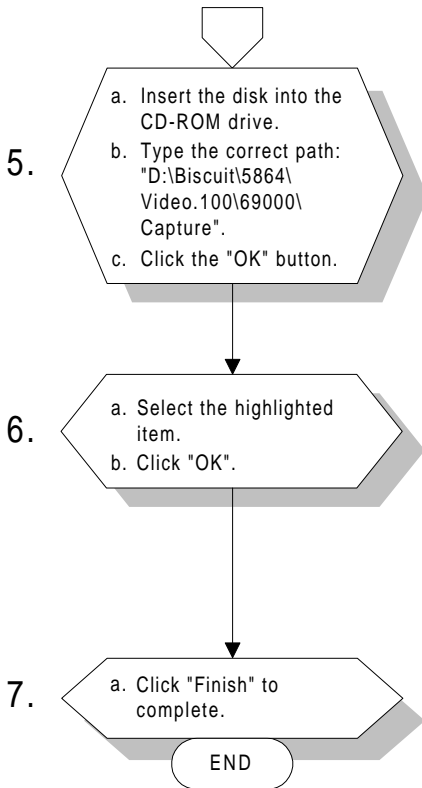 5.
a. Insert the disk into the
CD-ROM drive.
b. Type the correct path:
"D:\Biscuit\5864\
Video.100\69000\
Capture".
c. Click the "OK" button.
6.
a. Select the highlighted
item.
b. Click "OK".
7.
a. Click "Finish" to
complete.
END